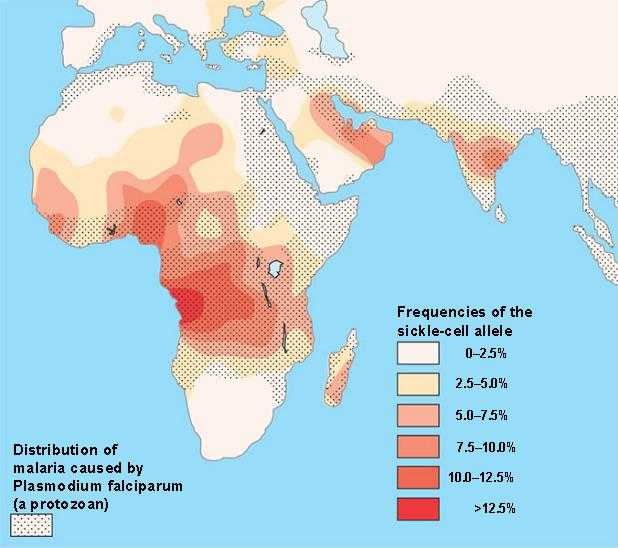 Frequencies of the
sickle-cell allele
0–2.5%
2.5–5.0%
5.0–7.5%
7.5–10.0%
10.0–12.5%
>12.5%
Distribution of
malaria caused by
Plasmodium falciparum
(a protozoan)